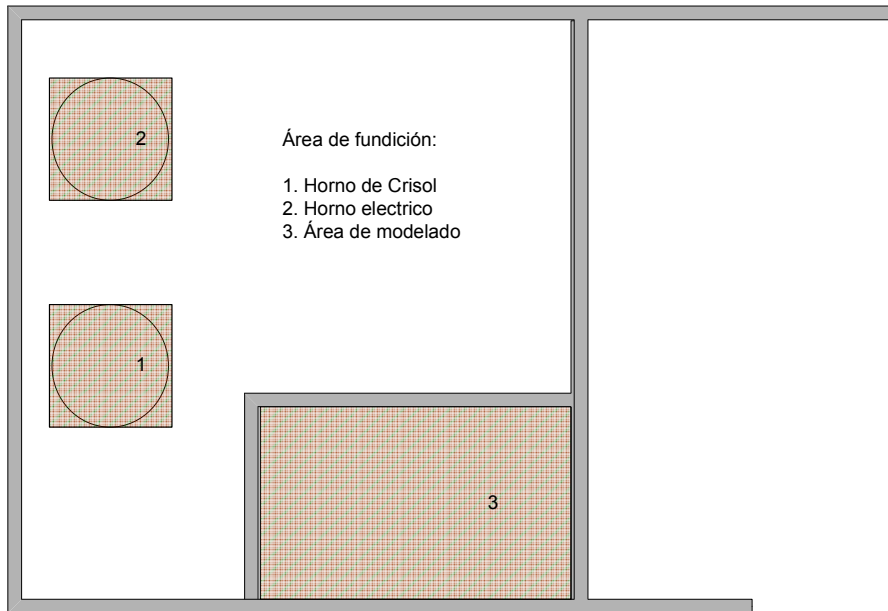 2
Área de fundición:
1. Horno de Crisol
2. Horno electrico
3. Área de modelado
1
3